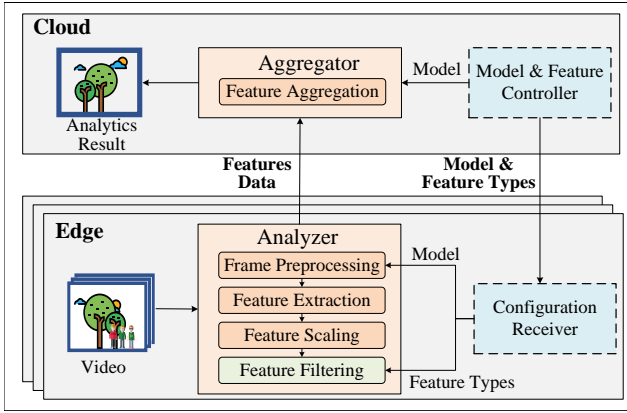 Cloud
Aggregator
Feature Aggregation
Model
Model & Feature
Controller
Analytics
Result
Features
Data
Model &
Feature Types
Edge
Analyzer
Frame Preprocessing
Feature Extraction
Feature Scaling
Feature Filtering
Model
Configuration
Receiver
Video
Feature Types